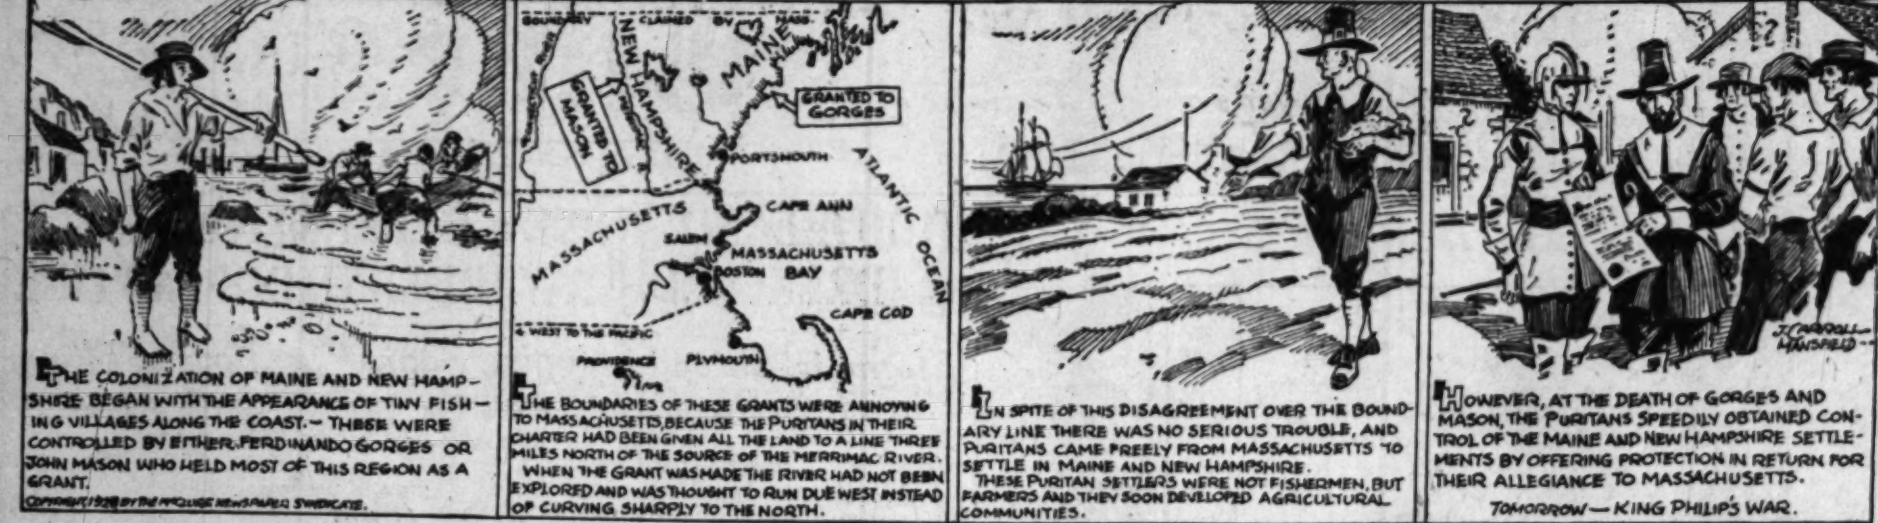 THE COLONIZATION OF MAINE AND NEW HAMP-
SHIRE BEGAN WITH THE APPEARANCE OF TINY FISH-
ING VILLAGES ALONG THE COAST. - THESE WERE
CONTROLLED BY EITHER FERDINANDO GORGES OR
JOHN MASON WHO HELD MOST OF THIS REGION AS A
GRANT.
COPYRIGHT, 1928 BY THE McCLURE NEWSPAPER SYNDICATE.
BOUNDARY CLAIMED BY MASS.
CONNECTICUT RIVER
NEW HAMPSHIRE
MERRIMAC R.
MAINE
GRANTED TO
MASON
GRANTED TO
GORGES
PORTSMOUTH
ATLANTIC OCEAN
CAPE ANN
MASSACHUSETTS
SALEM
MASSACHUSETTS
BAY
BOSTON
CAPE COD
WEST TO THE PACIFIC
PROVIDENCE
PLYMOUTH
THE BOUNDARIES OF THESE GRANTS WERE ANNOYING
TO MASSACHUSETTS, BECAUSE THE PURITANS IN THEIR
CHARTER HAD BEEN GIVEN ALL THE LAND TO A LINE THREE
MILES NORTH OF THE SOURCE OF THE MERRIMAC RIVER.
WHEN THE GRANT WAS MADE THE RIVER HAD NOT BEEN
EXPLORED AND WAS THOUGHT TO RUN DUE WEST INSTEAD
OF CURVING SHARPLY TO THE NORTH.
IN SPITE OF THIS DISAGREEMENT OVER THE BOUND-
ARY LINE THERE WAS NO SERIOUS TROUBLE, AND
PURITANS CAME FREELY FROM MASSACHUSETTS TO
SETTLE IN MAINE AND NEW HAMPSHIRE.
THESE PURITAN SETTLERS WERE NOT FISHERMEN, BUT
FARMERS AND THEY SOON DEVELOPED AGRICULTURAL
COMMUNITIES.
J. CARROLL
MANSFIELD
HOWEVER, AT THE DEATH OF GORGES AND
MASON, THE PURITANS SPEEDILY OBTAINED CON-
TROL OF THE MAINE AND NEW HAMPSHIRE SETTLE-
MENTS BY OFFERING PROTECTION IN RETURN FOR
THEIR ALLEGIANCE TO MASSACHUSETTS.
TOMORROW - KING PHILIP'S WAR.